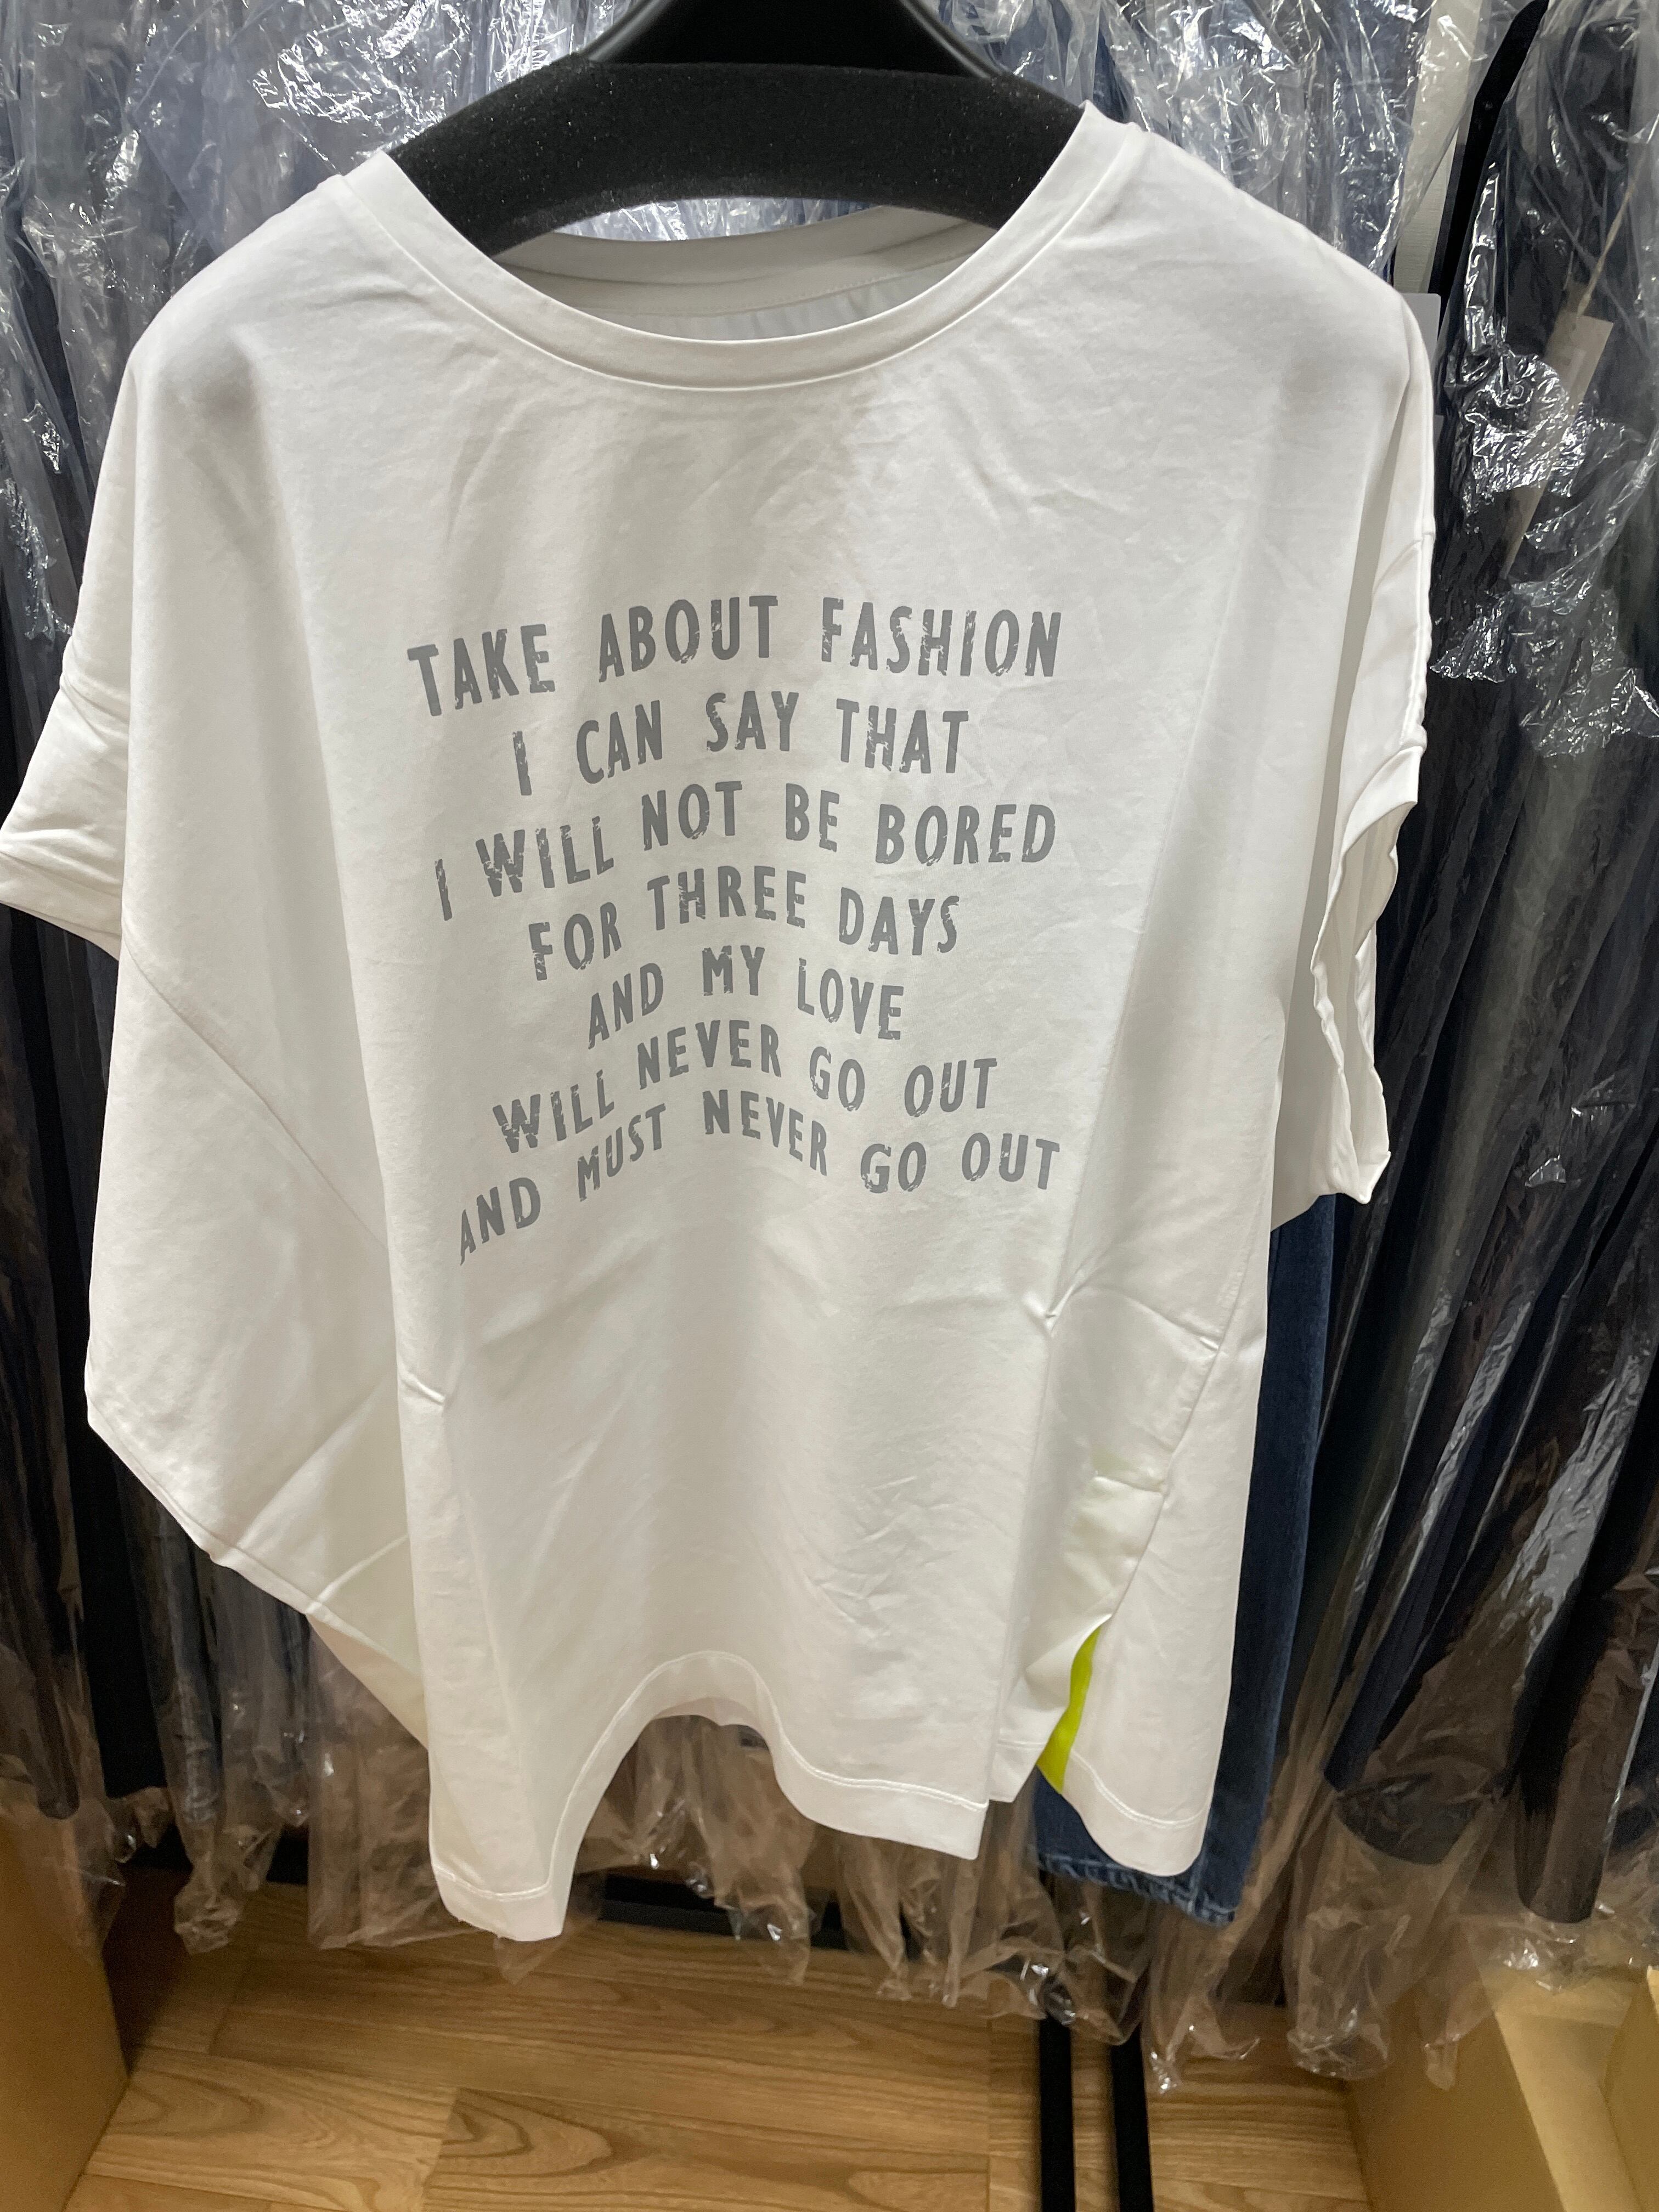 TAKE ABOUT FASHION
I CAN SAY THAT
I WILL NOT BE BORED
FOR THREE DAYS
AND MY LOVE
WILL NEVER GO OUT
AND MUST NEVER GO OUT